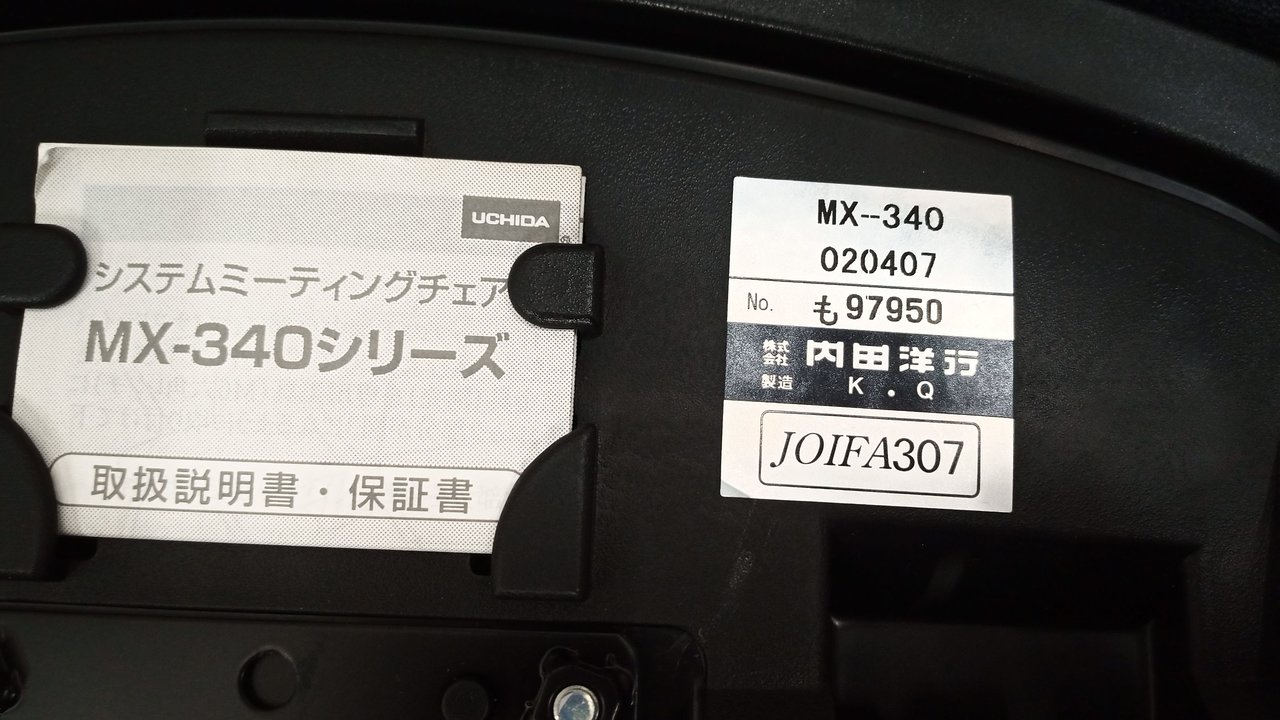 UCHIDA
システムミーティングチェア
MX-340シリーズ
取扱説明書・保証書
MX--340
020407
No. も97950
株式会社 内田洋行
製造 K.Q
JOIFA307